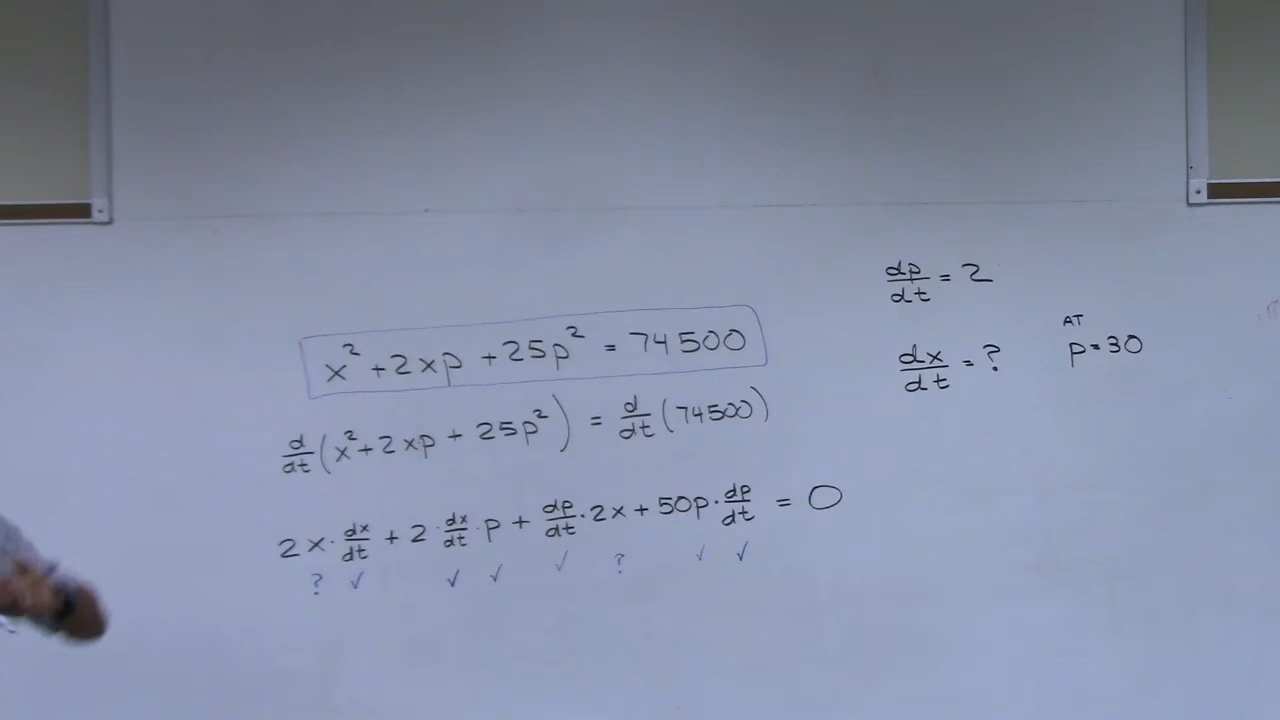 x² + 2xp + 25p² = 74500
d/dt (x² + 2xp + 25p²) = d/dt (74500)
2x · dx/dt + 2 · dx/dt · p + dp/dt · 2x + 50p · dp/dt = 0
? ✓ ✓ ✓ ✓ ? ✓ ✓
dp/dt = 2
dx/dt = ? AT p = 30